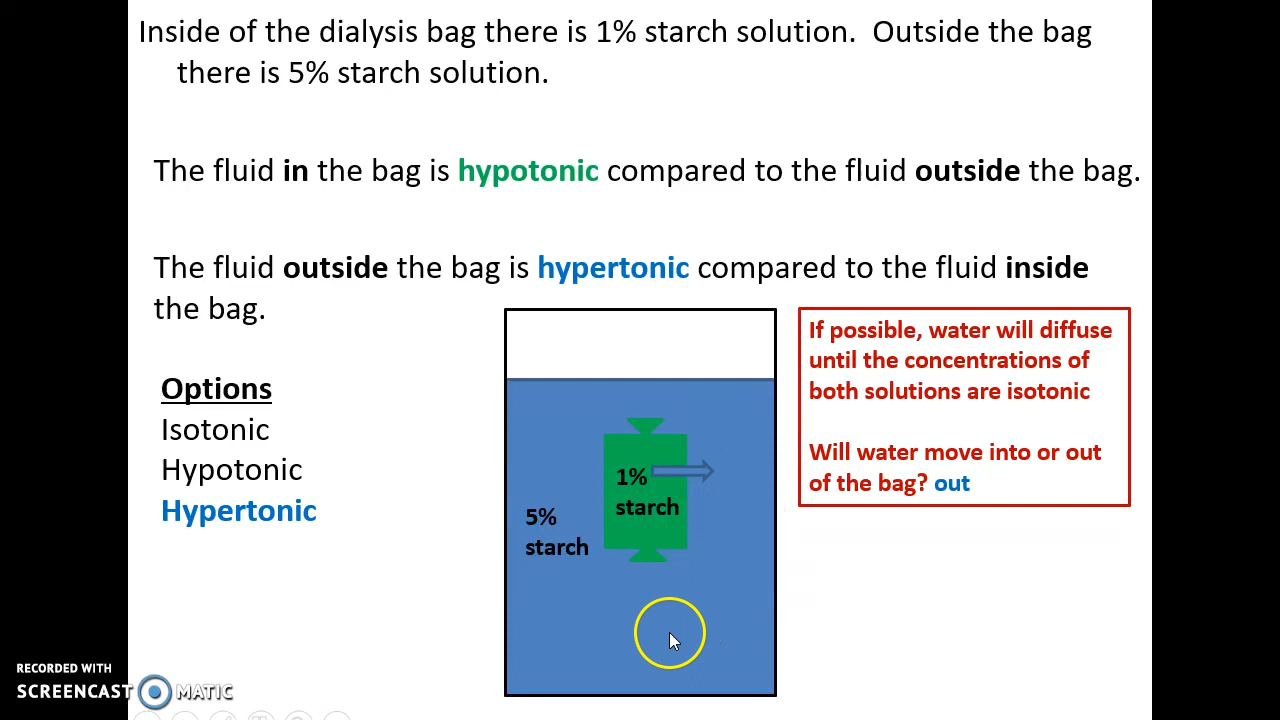 Inside of the dialysis bag there is 1% starch solution.  Outside the bag
there is 5% starch solution.
The fluid in the bag is hypotonic compared to the fluid outside the bag.
The fluid outside the bag is hypertonic compared to the fluid inside
the bag.
Options
Isotonic
Hypotonic
Hypertonic
1%
starch
5%
starch
If possible, water will diffuse
until the concentrations of
both solutions are isotonic
Will water move into or out
of the bag? out
RECORDED WITH
SCREENCAST MATIC